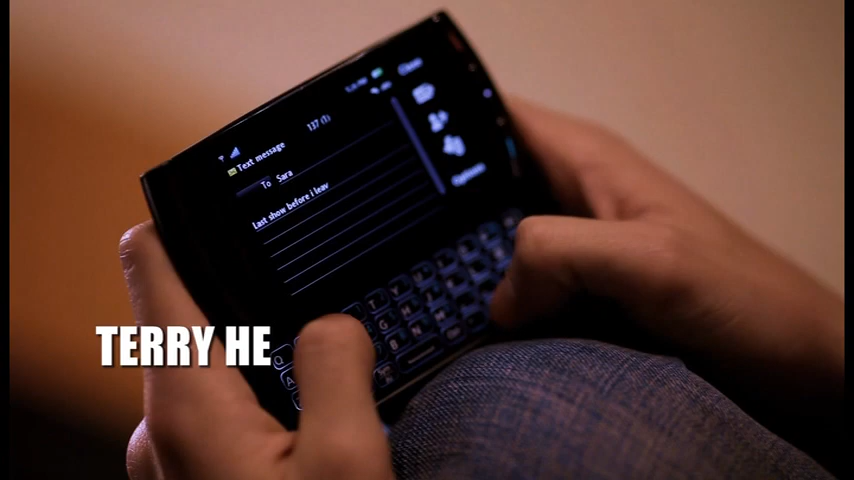 Close
137 (1)
Text message
To Sara
Last show before i leav
Options
TERRY HE
Q
A
T Y U
G H J
B N M